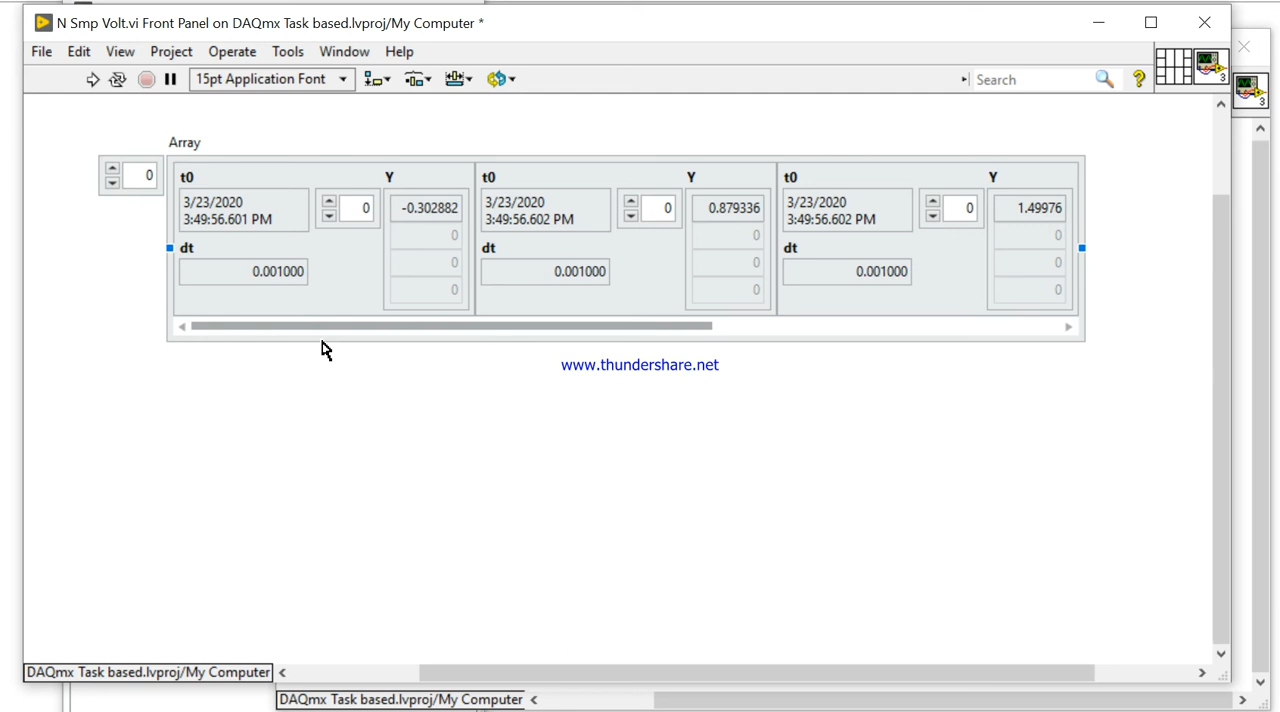 N Smp Volt.vi Front Panel on DAQmx Task based.lvproj/My Computer *
File Edit View Project Operate Tools Window Help
15pt Application Font
Search
?
3
3
Array
0
t0 Y t0 Y t0 Y
3/23/2020
3:49:56.601 PM
0
-0.302882
0
0
0
dt
0.001000
3/23/2020
3:49:56.602 PM
0
0.879336
0
0
0
dt
0.001000
3/23/2020
3:49:56.602 PM
0
1.49976
0
0
0
dt
0.001000
www.thundershare.net
DAQmx Task based.lvproj/My Computer
DAQmx Task based.lvproj/My Computer